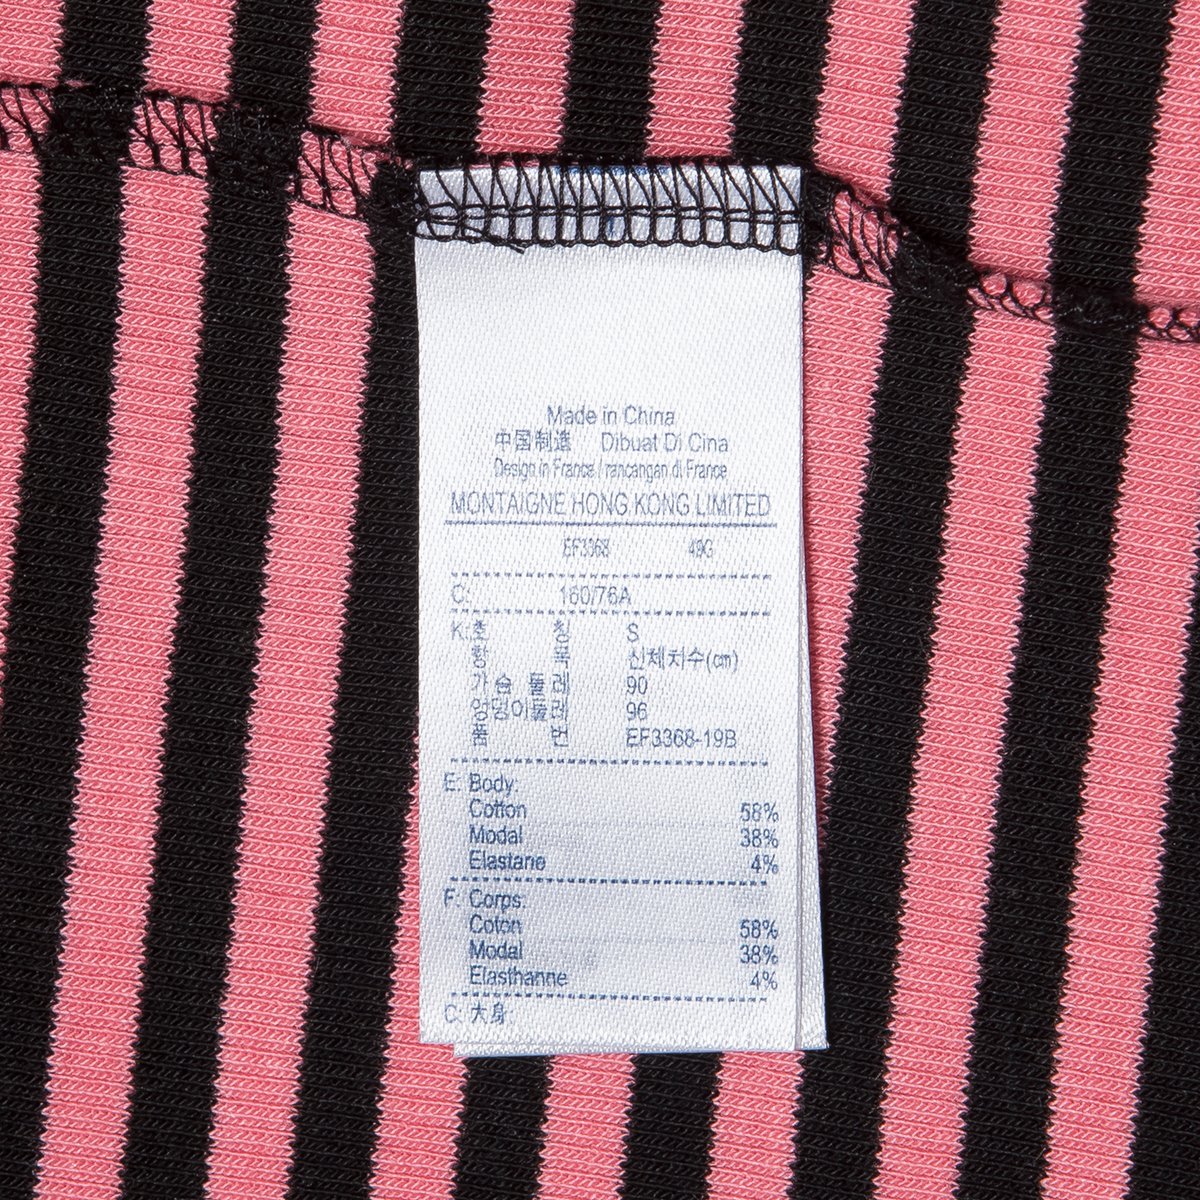 Made in China
中国制造 Dibuat Di Cina
Design in France / rancangan di France
MONTAIGNE HONG KONG LIMITED
EF3368 49G
C: 160/76A
K: 호 칭 S
항 목 신체치수(cm)
가슴 둘레 90
엉덩이둘레 96
품 번 EF3368-19B
E: Body:
Cotton 58%
Modal 38%
Elastane 4%
F: Corps:
Coton 58%
Modal 38%
Elasthanne 4%
C: 大身: